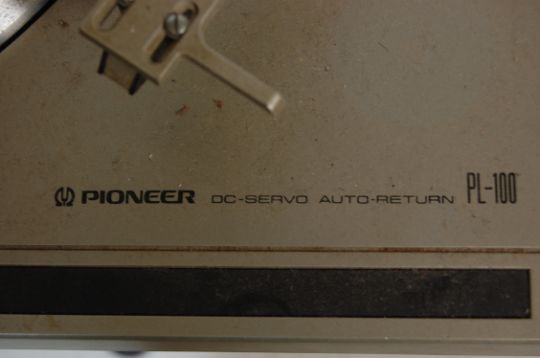 PIONEER DC-SERVO AUTO-RETURN PL-100